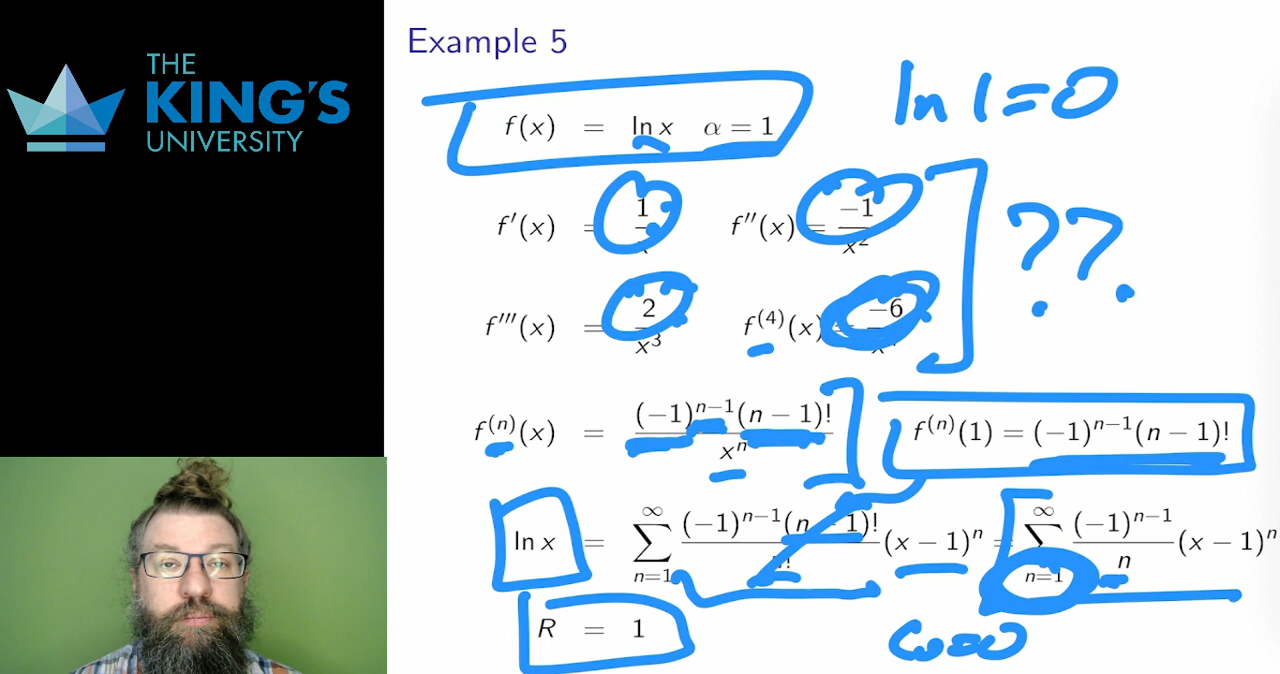 THE
KING'S
UNIVERSITY
Example 5
ln 1 = 0
f(x) = ln x α = 1
f′(x) = 1/x f″(x) = −1/x²
??
f‴(x) = 2/x³ f⁽⁴⁾(x) = −6/x⁴
f⁽ⁿ⁾(x) = (−1)ⁿ⁻¹(n − 1)!/xⁿ f⁽ⁿ⁾(1) = (−1)ⁿ⁻¹(n − 1)!
ln x = ∑_{n=1}^{∞} (−1)ⁿ⁻¹(n − 1)!/n! (x − 1)ⁿ = ∑_{n=1}^{∞} (−1)ⁿ⁻¹/n (x − 1)ⁿ
R = 1